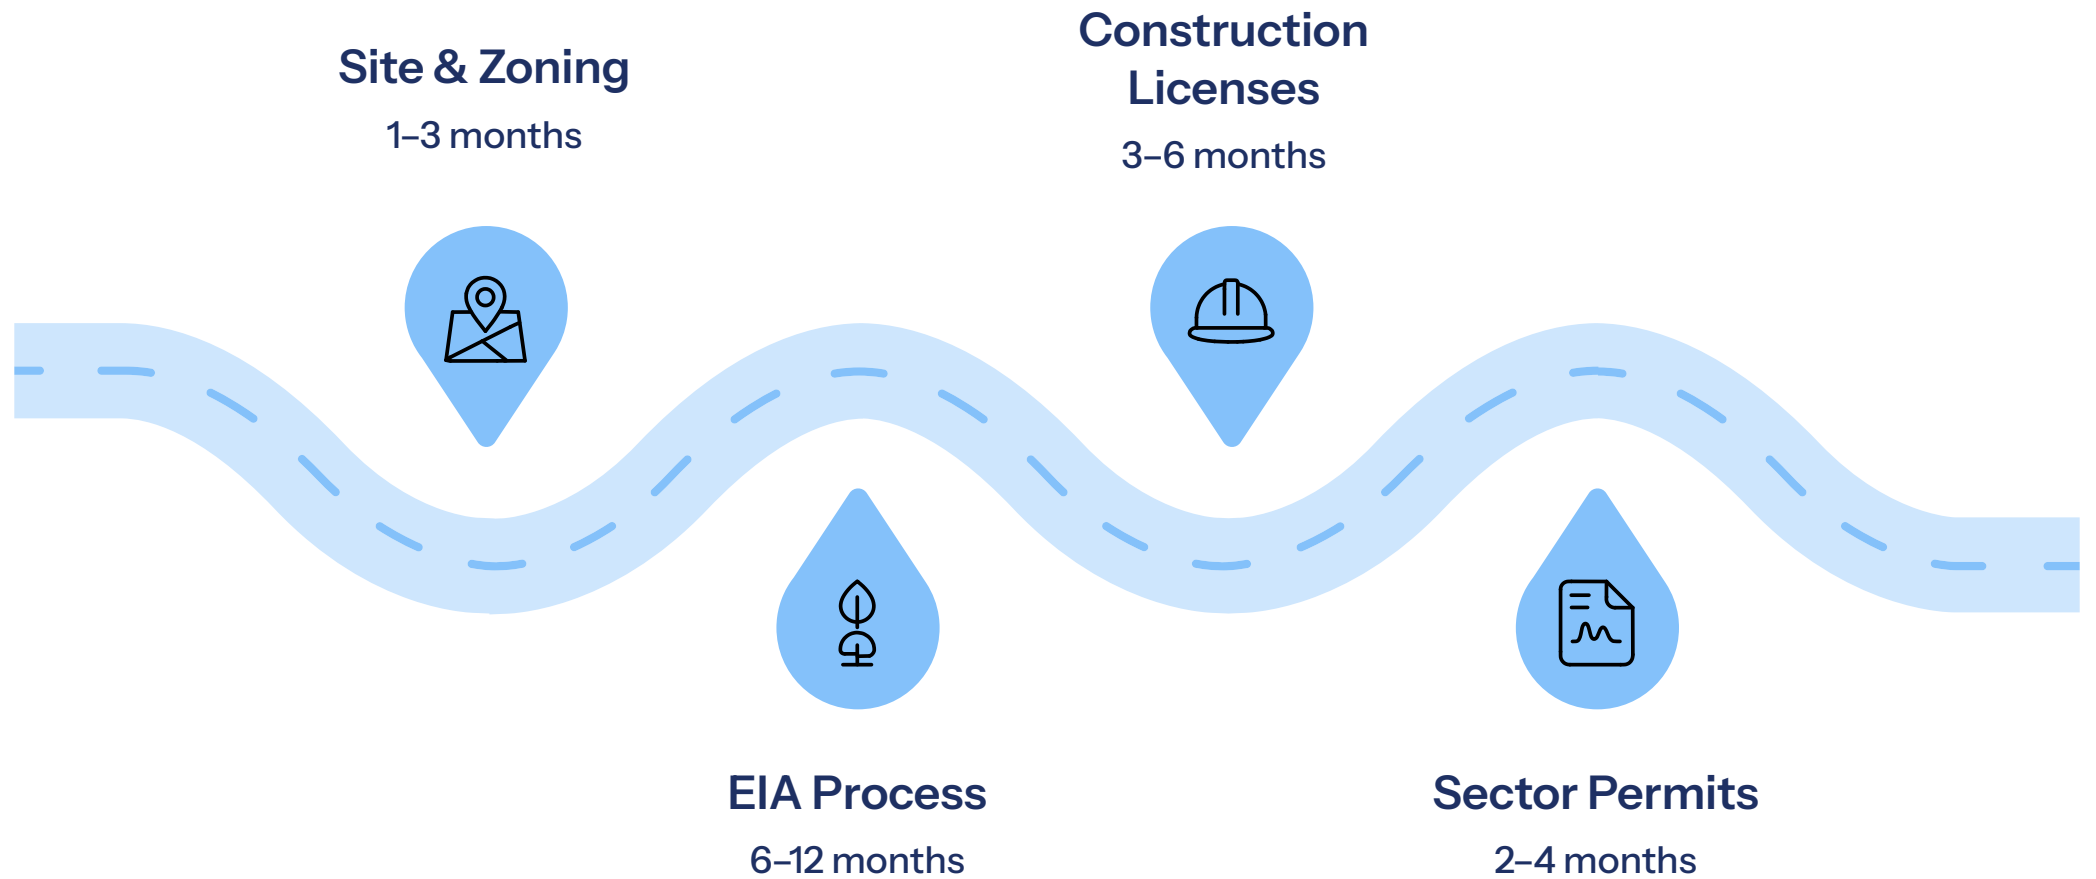 Site & Zoning
1–3 months
EIA Process
6–12 months
Construction
Licenses
3–6 months
Sector Permits
2–4 months